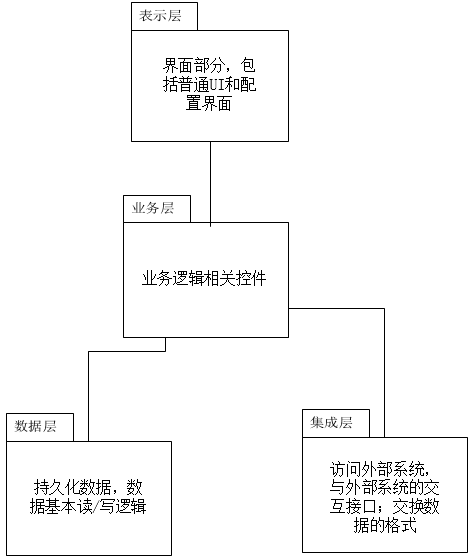 表示层
界面部分，包
括普通UI和配
置界面
业务层
业务逻辑相关控件
数据层
持久化数据，数
据基本读/写逻辑
集成层
访问外部系统，
与外部系统的交
互接口；交换数
据的格式